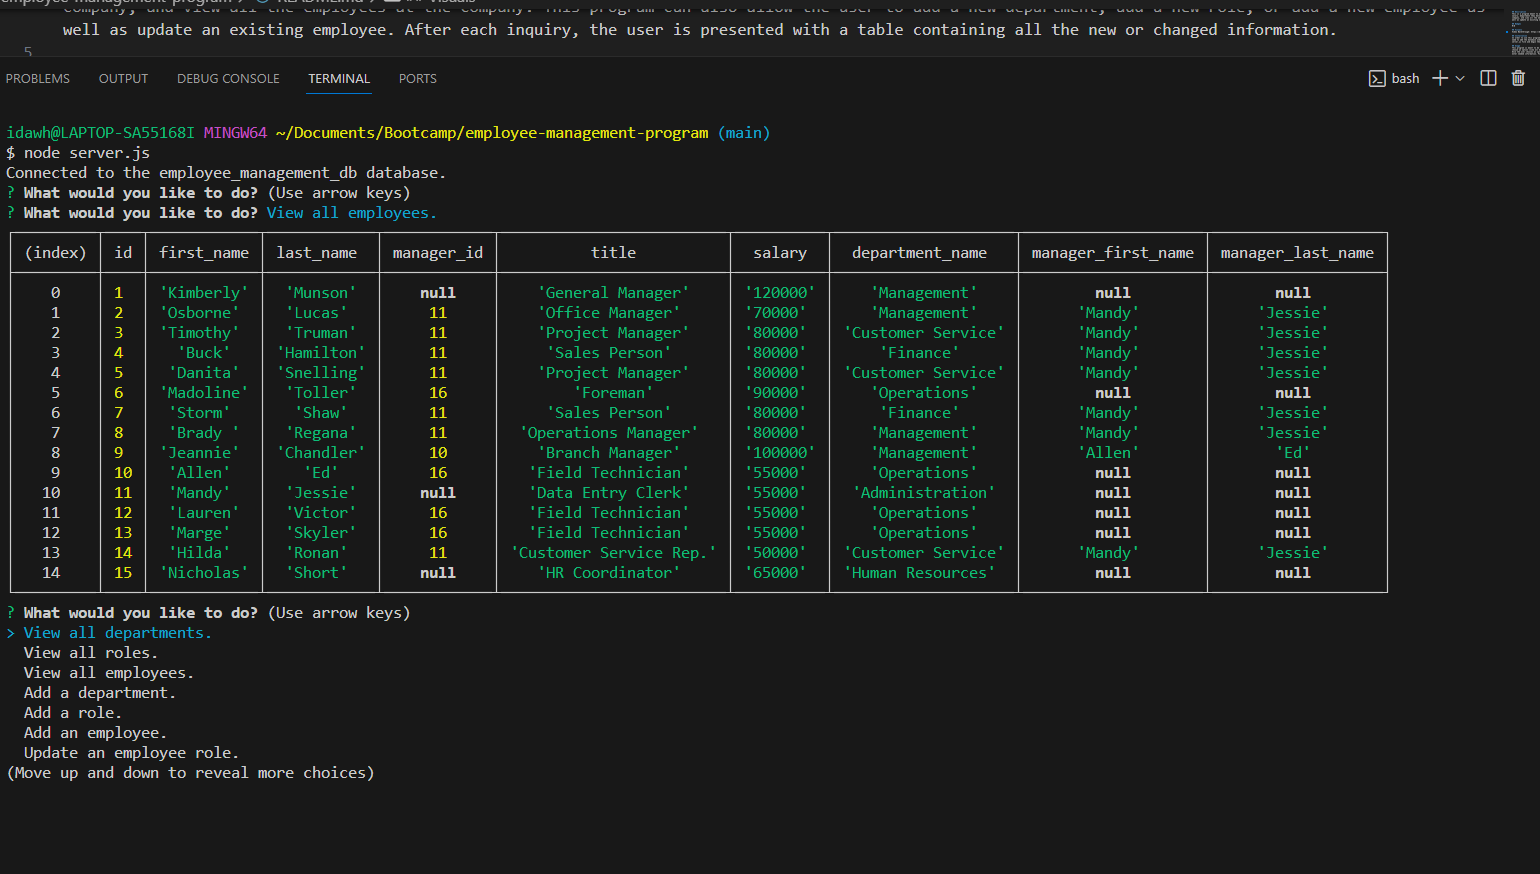 well as update an existing employee. After each inquiry, the user is presented with a table containing all the new or changed information.
5
PROBLEMS OUTPUT DEBUG CONSOLE TERMINAL PORTS bash
idawh@LAPTOP-SA55168I MINGW64 ~/Documents/Bootcamp/employee-management-program (main)
$ node server.js
Connected to the employee_management_db database.
? What would you like to do? (Use arrow keys)
? What would you like to do? View all employees.
(index) id first_name last_name manager_id title salary department_name manager_first_name manager_last_name
0 1 'Kimberly' 'Munson' null 'General Manager' '120000' 'Management' null null
1 2 'Osborne' 'Lucas' 11 'Office Manager' '70000' 'Management' 'Mandy' 'Jessie'
2 3 'Timothy' 'Truman' 11 'Project Manager' '80000' 'Customer Service' 'Mandy' 'Jessie'
3 4 'Buck' 'Hamilton' 11 'Sales Person' '80000' 'Finance' 'Mandy' 'Jessie'
4 5 'Danita' 'Snelling' 11 'Project Manager' '80000' 'Customer Service' 'Mandy' 'Jessie'
5 6 'Madoline' 'Toller' 16 'Foreman' '90000' 'Operations' null null
6 7 'Storm' 'Shaw' 11 'Sales Person' '80000' 'Finance' 'Mandy' 'Jessie'
7 8 'Brady ' 'Regana' 11 'Operations Manager' '80000' 'Management' 'Mandy' 'Jessie'
8 9 'Jeannie' 'Chandler' 10 'Branch Manager' '100000' 'Management' 'Allen' 'Ed'
9 10 'Allen' 'Ed' 16 'Field Technician' '55000' 'Operations' null null
10 11 'Mandy' 'Jessie' null 'Data Entry Clerk' '55000' 'Administration' null null
11 12 'Lauren' 'Victor' 16 'Field Technician' '55000' 'Operations' null null
12 13 'Marge' 'Skyler' 16 'Field Technician' '55000' 'Operations' null null
13 14 'Hilda' 'Ronan' 11 'Customer Service Rep.' '50000' 'Customer Service' 'Mandy' 'Jessie'
14 15 'Nicholas' 'Short' null 'HR Coordinator' '65000' 'Human Resources' null null
? What would you like to do? (Use arrow keys)
> View all departments.
View all roles.
View all employees.
Add a department.
Add a role.
Add an employee.
Update an employee role.
(Move up and down to reveal more choices)